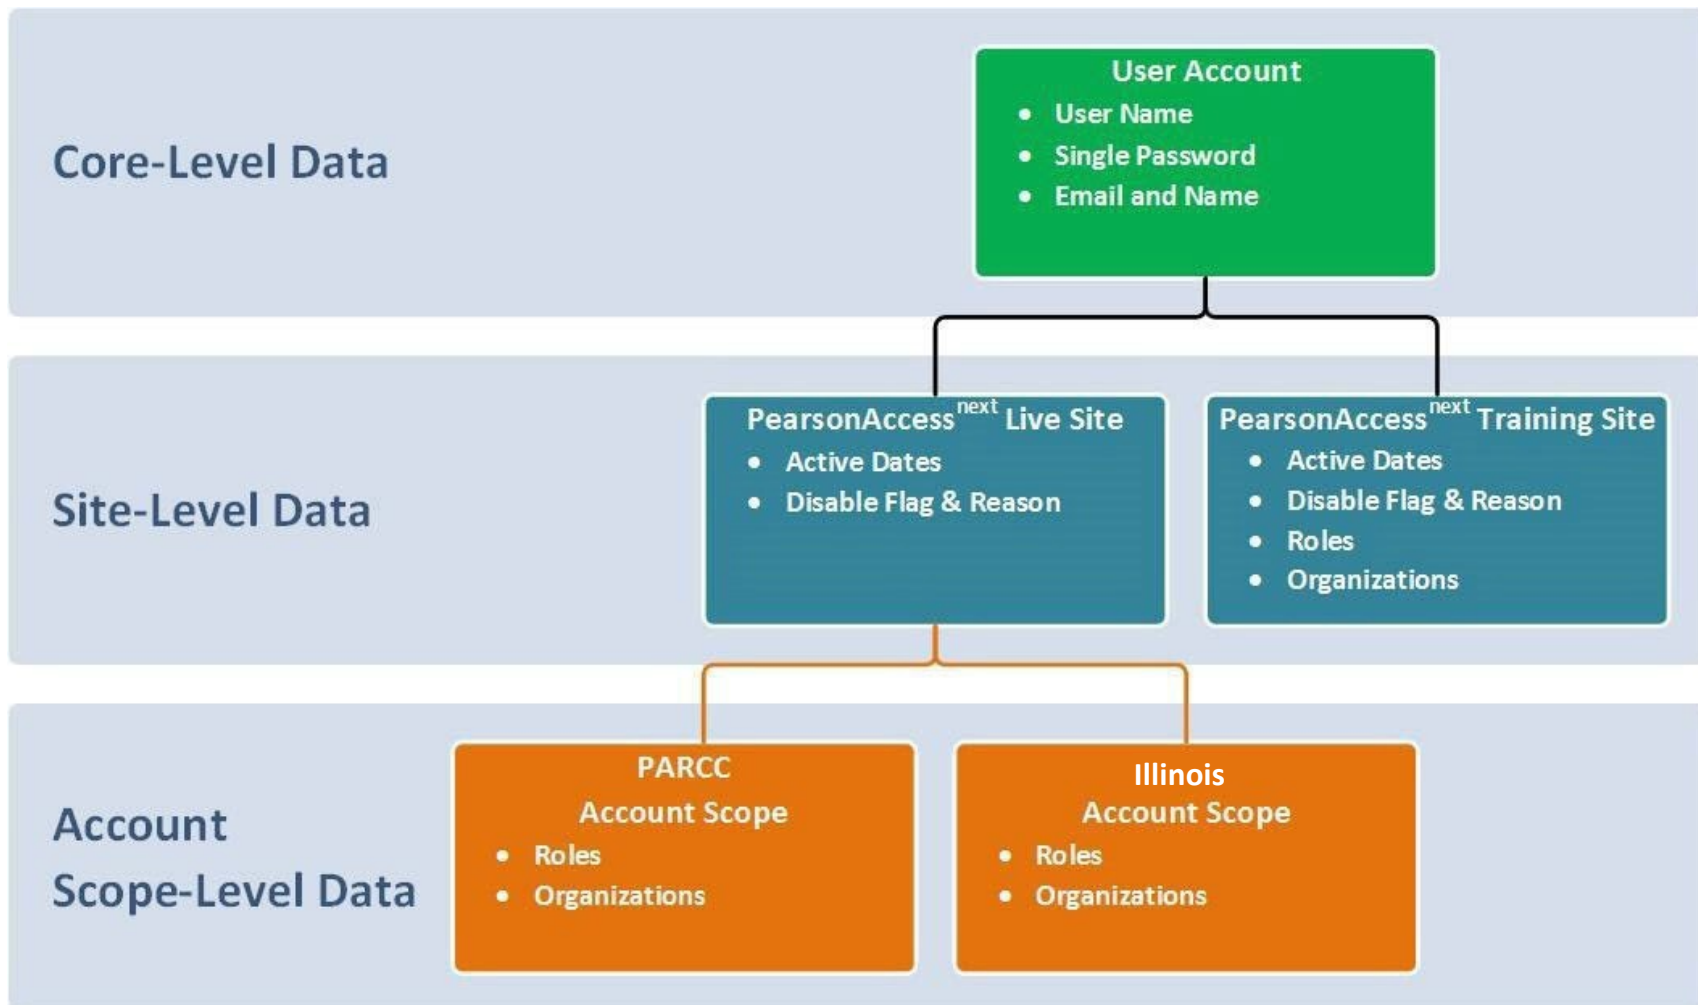 Core-Level Data
User Account
• User Name
• Single Password
• Email and Name
Site-Level Data
PearsonAccessnext Live Site
• Active Dates
• Disable Flag & Reason
PearsonAccessnext Training Site
• Active Dates
• Disable Flag & Reason
• Roles
• Organizations
Account
Scope-Level Data
PARCC
Account Scope
• Roles
• Organizations
Illinois
Account Scope
• Roles
• Organizations